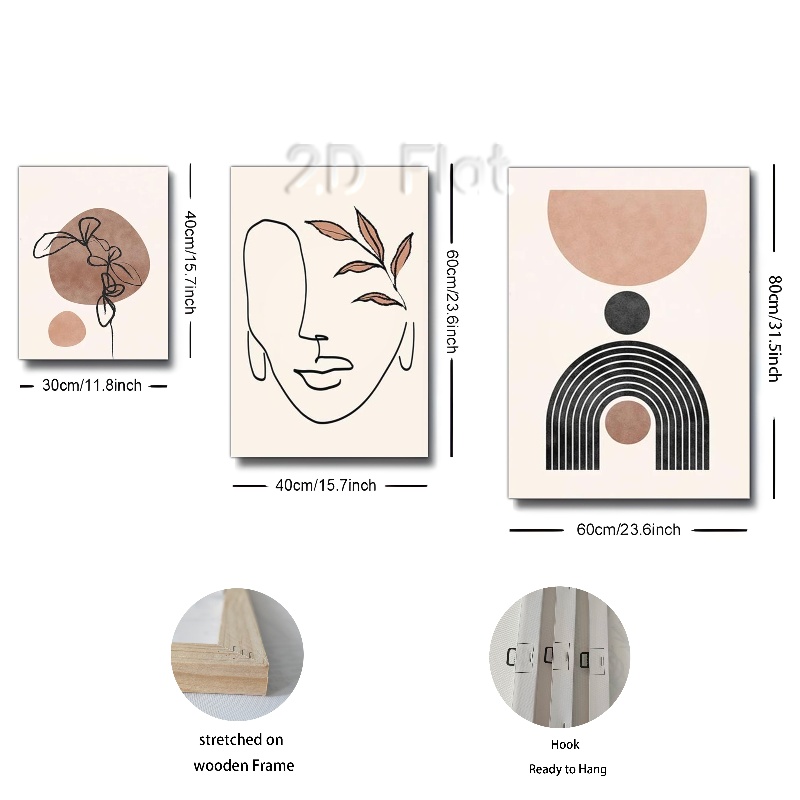 2D Flat
40cm/15.7inch
30cm/11.8inch
60cm/23.6inch
40cm/15.7inch
80cm/31.5inch
60cm/23.6inch
stretched on
wooden Frame
Hook
Ready to Hang